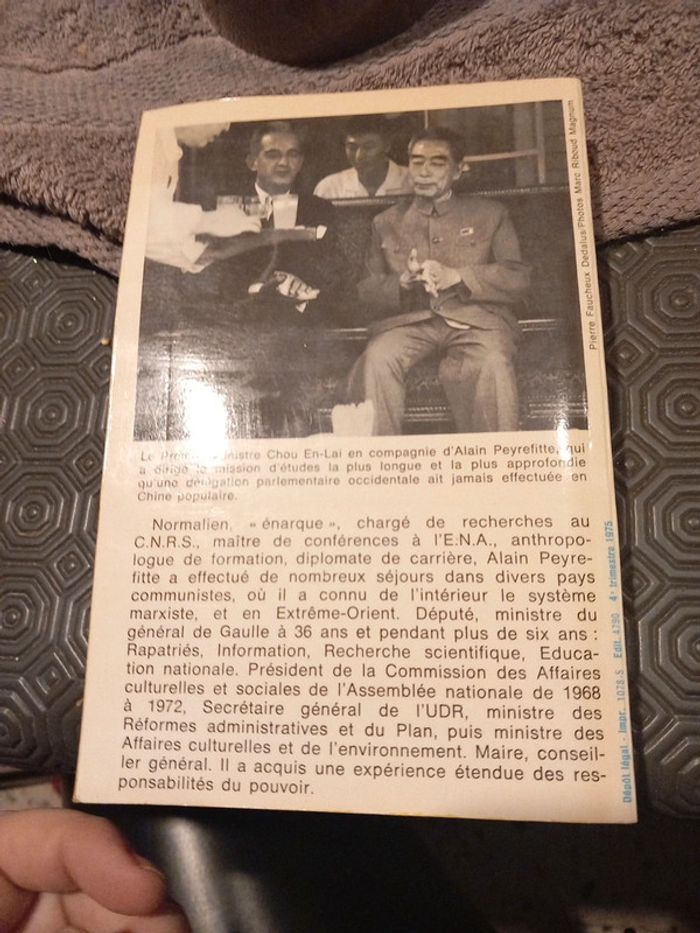 Pierre Faucheux Dedalus/Photos Marc Riboud Magnum
Le Premier ministre Chou En-Lai en compagnie d'Alain Peyrefitte, qui
a dirigé la mission d'études la plus longue et la plus approfondie
qu'une délégation parlementaire occidentale ait jamais effectuée en
Chine populaire.
Normalien, « énarque », chargé de recherches au
C.N.R.S., maître de conférences à l'E.N.A., anthropo-
logue de formation, diplomate de carrière, Alain Peyre-
fitte a effectué de nombreux séjours dans divers pays
communistes, où il a connu de l'intérieur le système
marxiste, et en Extrême-Orient. Député, ministre du
général de Gaulle à 36 ans et pendant plus de six ans :
Rapatriés, Information, Recherche scientifique, Educa-
tion nationale. Président de la Commission des Affaires
culturelles et sociales de l'Assemblée nationale de 1968
à 1972, Secrétaire général de l'UDR, ministre des
Réformes administratives et du Plan, puis ministre des
Affaires culturelles et de l'environnement. Maire, conseil-
ler général. Il a acquis une expérience étendue des res-
ponsabilités du pouvoir.
Dépôt légal - Impr. 1078-S Edit. 4790 - 4e trimestre 1975